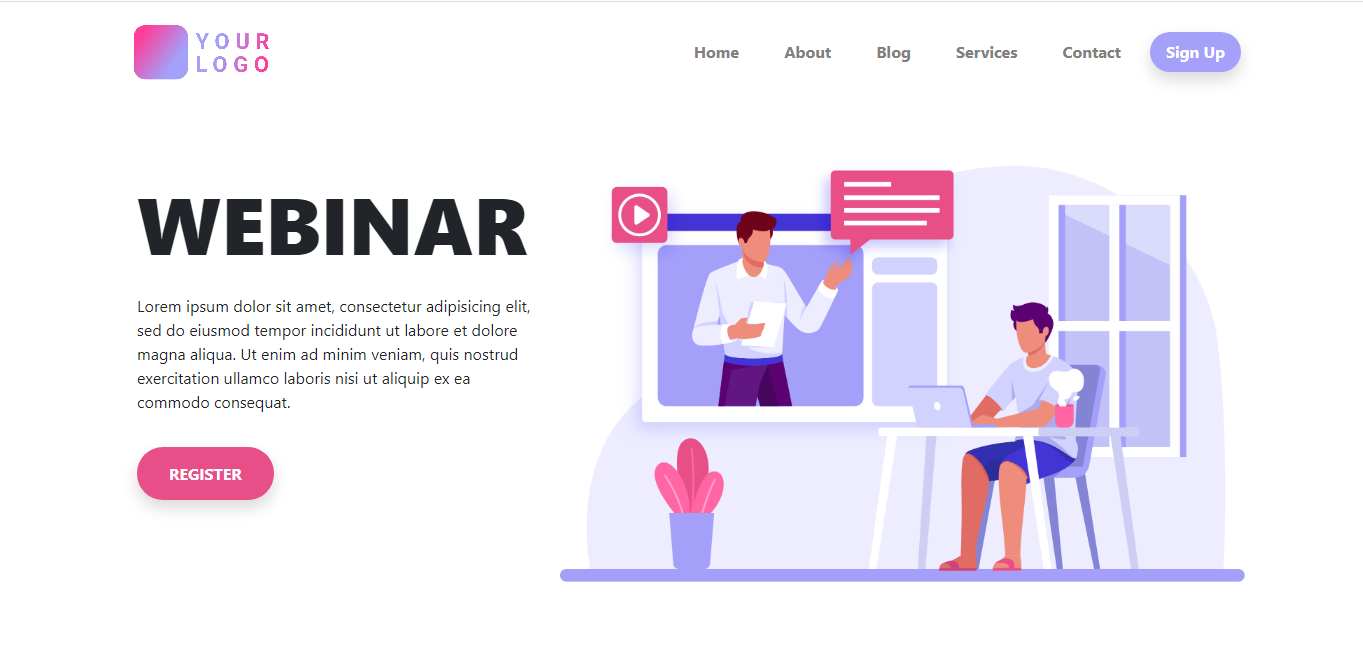 YOUR
LOGO
Home About Blog Services Contact Sign Up
WEBINAR
Lorem ipsum dolor sit amet, consectetur adipisicing elit,
sed do eiusmod tempor incididunt ut labore et dolore
magna aliqua. Ut enim ad minim veniam, quis nostrud
exercitation ullamco laboris nisi ut aliquip ex ea
commodo consequat.
REGISTER